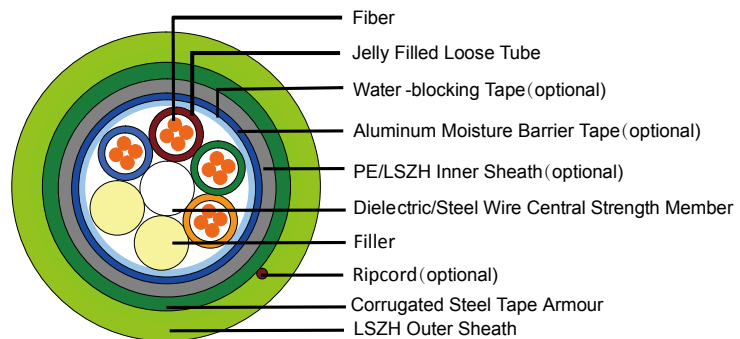 Fiber
Jelly Filled Loose Tube
Water -blocking Tape（optional)
Aluminum Moisture Barrier Tape（optional)
PE/LSZH Inner Sheath（optional)
Dielectric/Steel Wire Central Strength Member
Filler
Ripcord（optional)
Corrugated Steel Tape Armour
LSZH Outer Sheath